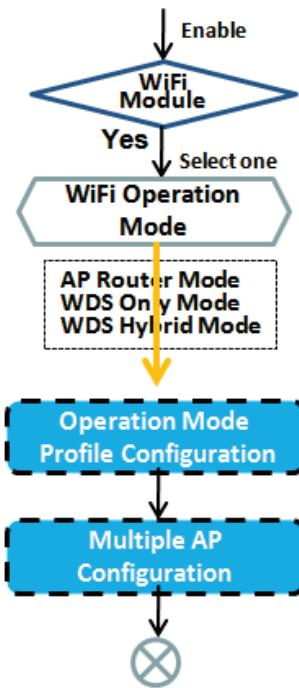 Enable
WiFi
Module
Yes
Select one
WiFi Operation
Mode
AP Router Mode
WDS Only Mode
WDS Hybrid Mode
Operation Mode
Profile Configuration
Multiple AP
Configuration